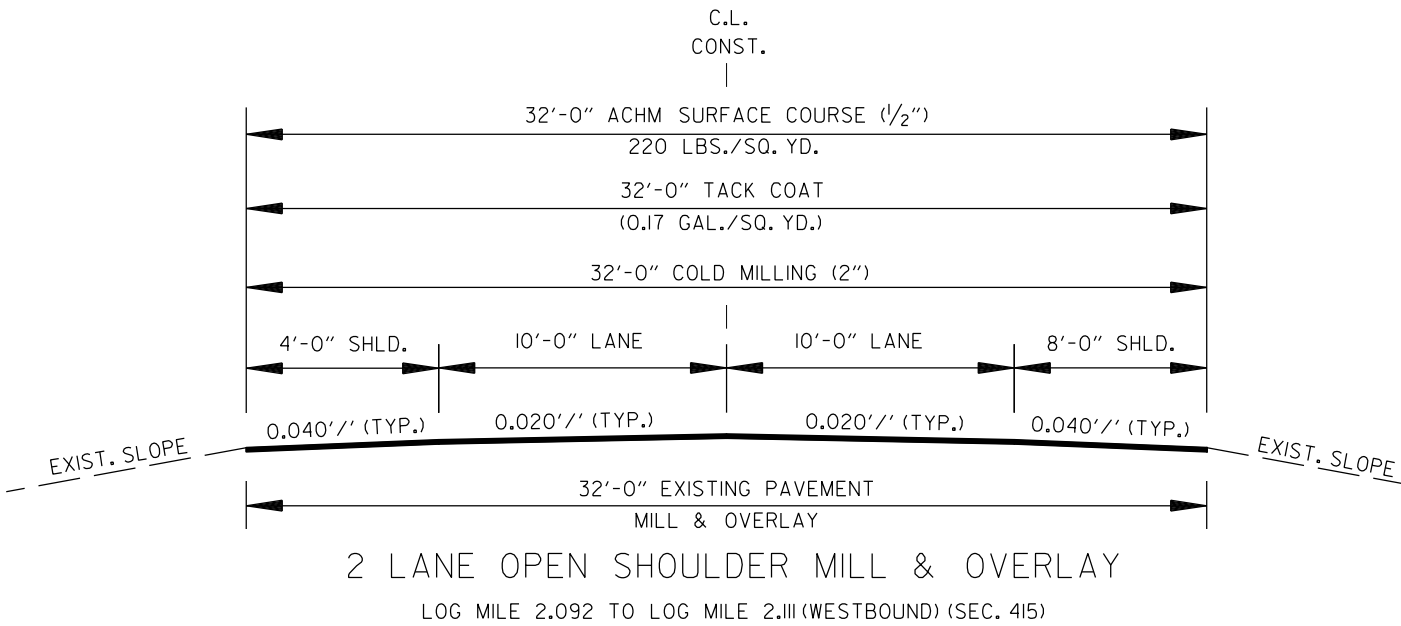 C.L.
CONST.
32'-0" ACHM SURFACE COURSE (1/2")
220 LBS./SQ. YD.
32'-0" TACK COAT
(0.17 GAL./SQ. YD.)
32'-0" COLD MILLING (2")
4'-0" SHLD. 10'-0" LANE 10'-0" LANE 8'-0" SHLD.
0.040'/' (TYP.) 0.020'/' (TYP.) 0.020'/' (TYP.) 0.040'/' (TYP.)
EXIST. SLOPE EXIST. SLOPE
32'-0" EXISTING PAVEMENT
MILL & OVERLAY
2 LANE OPEN SHOULDER MILL & OVERLAY
LOG MILE 2.092 TO LOG MILE 2.111 (WESTBOUND) (SEC. 415)